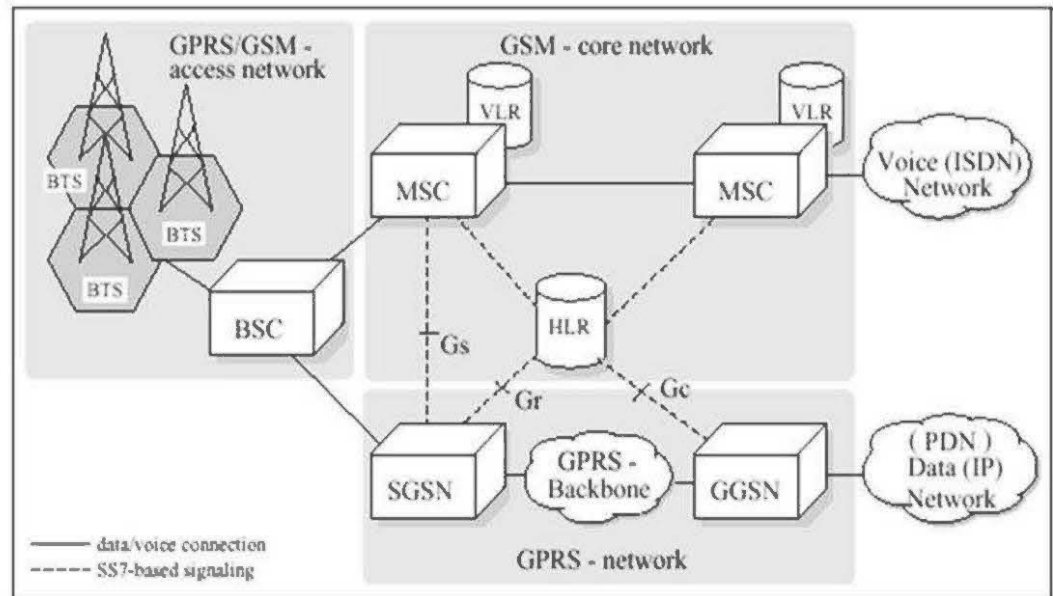 GPRS/GSM -
access network
BTS
BTS
BTS
BSC
GSM - core network
VLR
MSC
VLR
MSC
Voice (ISDN)
Network
HLR
Gs
Gr
Gc
SGSN
GPRS -
Backbone
GGSN
( PDN )
Data (IP)
Network
GPRS - network
data/voice connection
SS7-based signaling